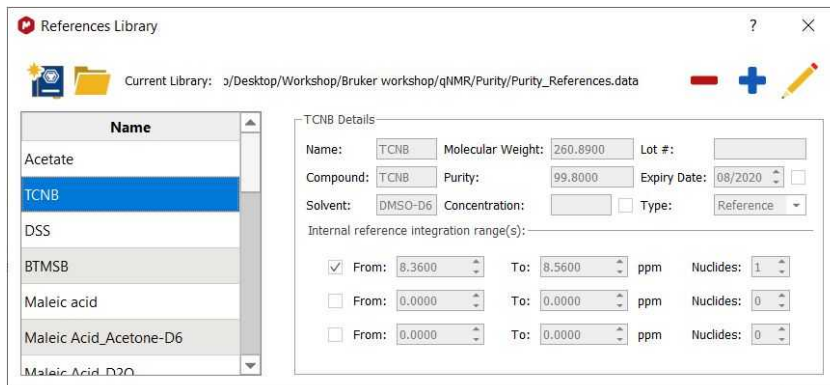 References Library
?
Current Library: ɔ/Desktop/Workshop/Bruker workshop/qNMR/Purity/Purity_References.data
Name
Acetate
TCNB
DSS
BTMSB
Maleic acid
Maleic Acid_Acetone-D6
Maleic Acid_D2O
TCNB Details
Name: TCNB Molecular Weight: 260.8900 Lot #:
Compound: TCNB Purity: 99.8000 Expiry Date: 08/2020
Solvent: DMSO-D6 Concentration: Type: Reference
Internal reference integration range(s):
From: 8.3600 To: 8.5600 ppm Nuclides: 1
From: 0.0000 To: 0.0000 ppm Nuclides: 0
From: 0.0000 To: 0.0000 ppm Nuclides: 0